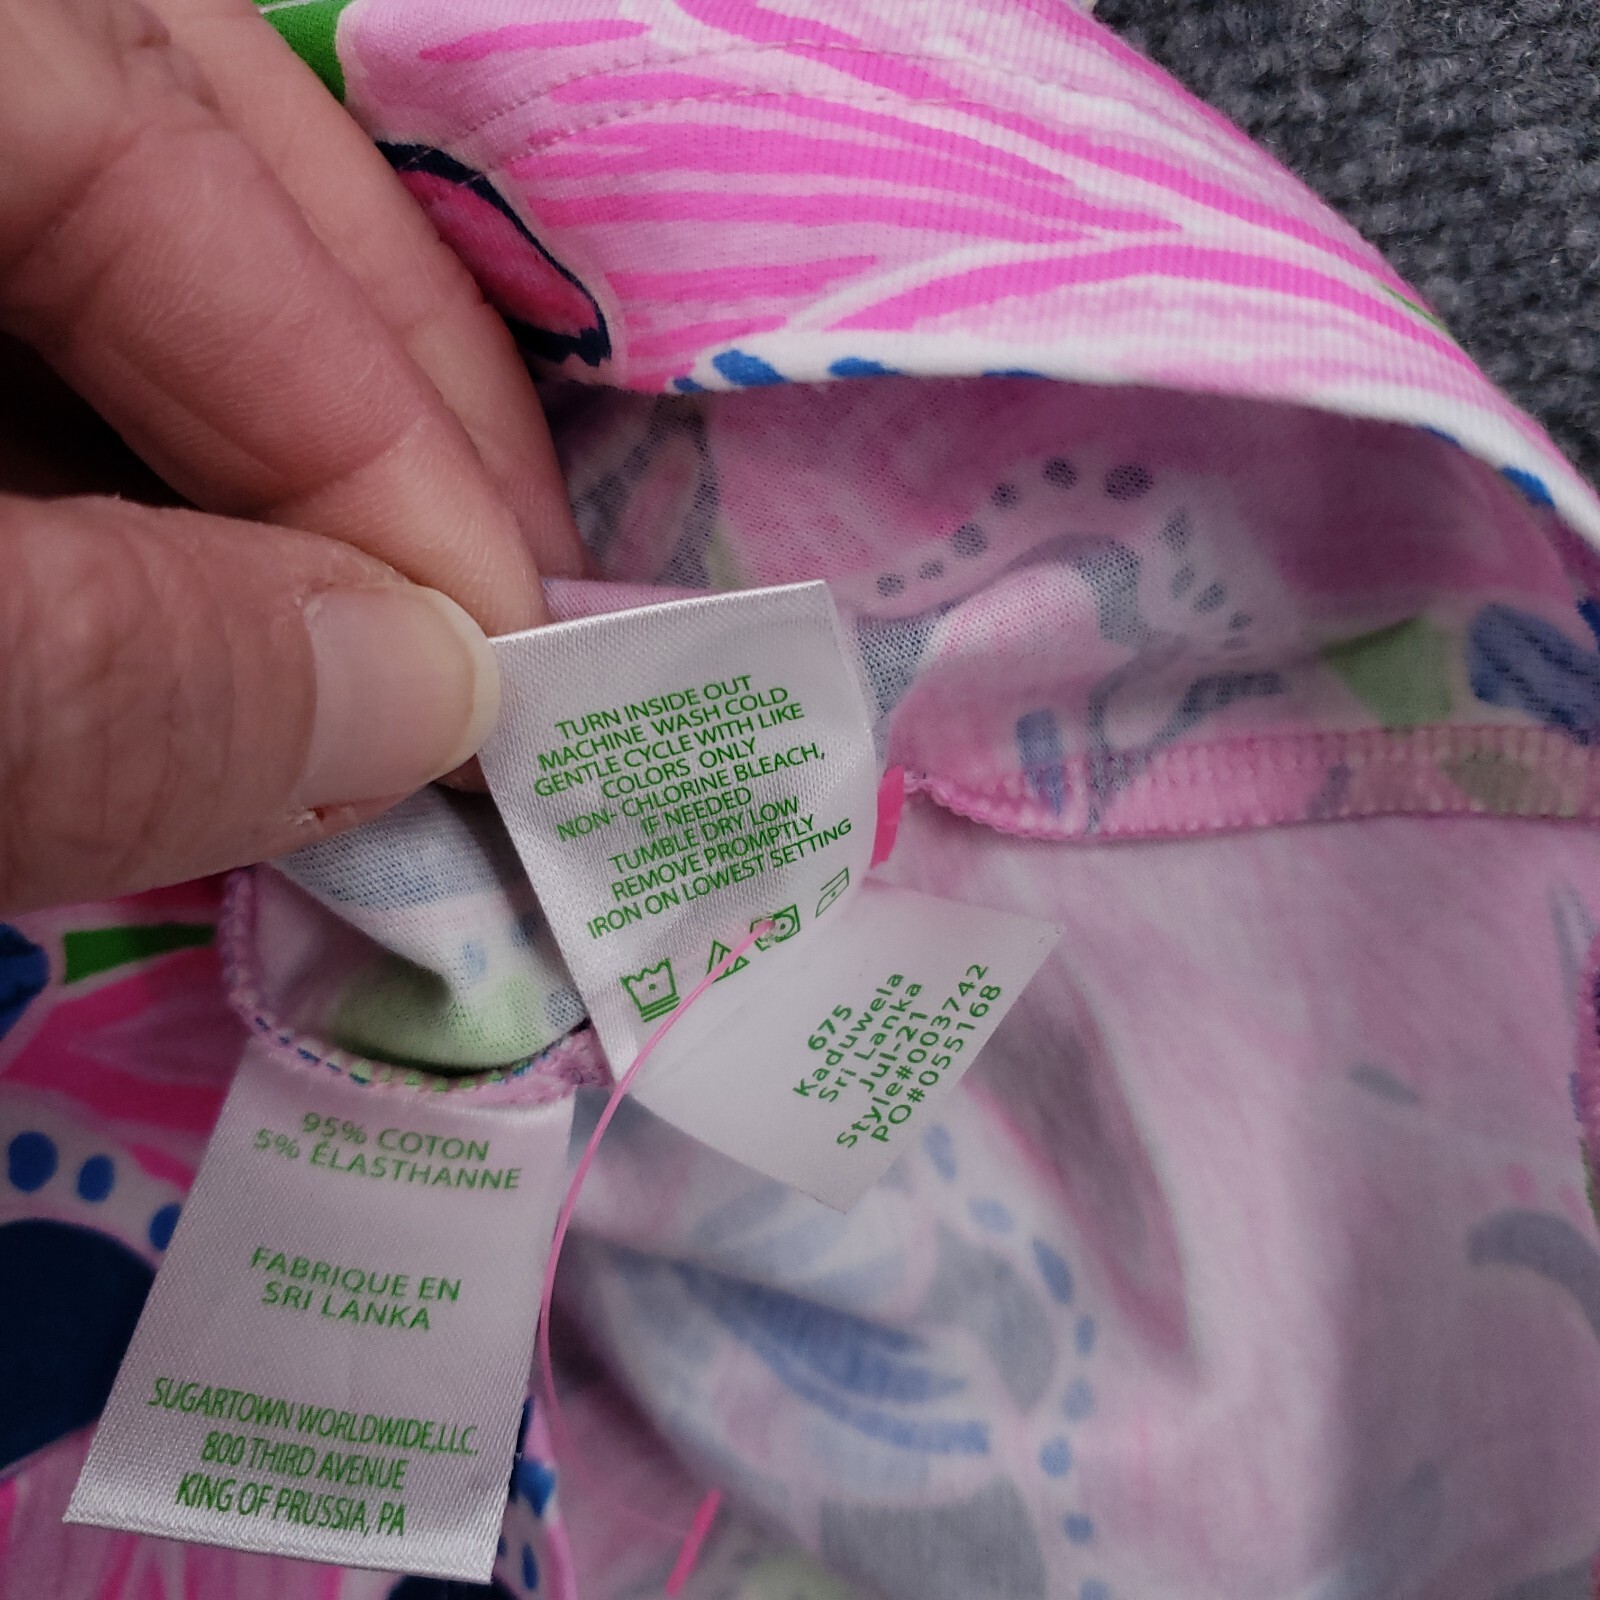 TURN INSIDE OUT
MACHINE WASH COLD
GENTLE CYCLE WITH LIKE
COLORS ONLY
NON- CHLORINE BLEACH,
IF NEEDED
TUMBLE DRY LOW
REMOVE PROMPTLY
IRON ON LOWEST SETTING
675
Kaduwela
Sri Lanka
Jul-21
Style#003742
PO#055168
95% COTON
5% ÉLASTHANNE
FABRIQUE EN
SRI LANKA
SUGARTOWN WORLDWIDE,LLC.
800 THIRD AVENUE
KING OF PRUSSIA, PA